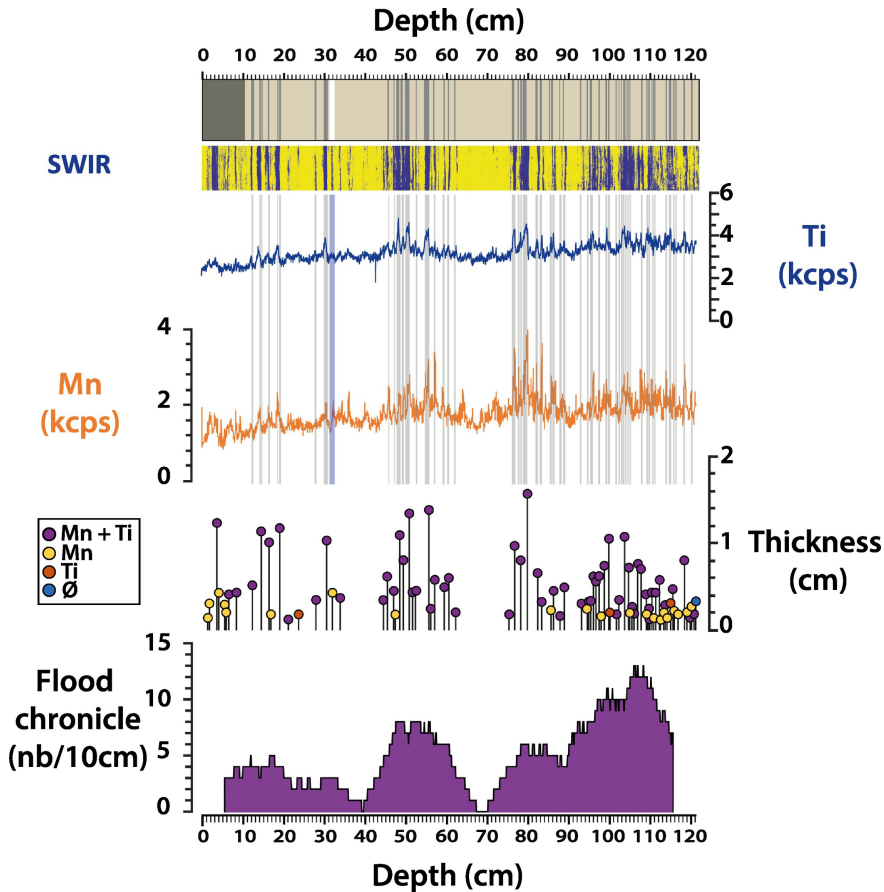 Depth (cm)
0 10 20 30 40 50 60 70 80 90 100 110 120
SWIR
6
4
2
0
Ti
(kcps)
4
2
0
Mn
(kcps)
2
1
0
Thickness
(cm)
Mn + Ti
Mn
Ti
Ø
15
10
5
0
Flood
chronicle
(nb/10cm)
0 10 20 30 40 50 60 70 80 90 100 110 120
Depth (cm)